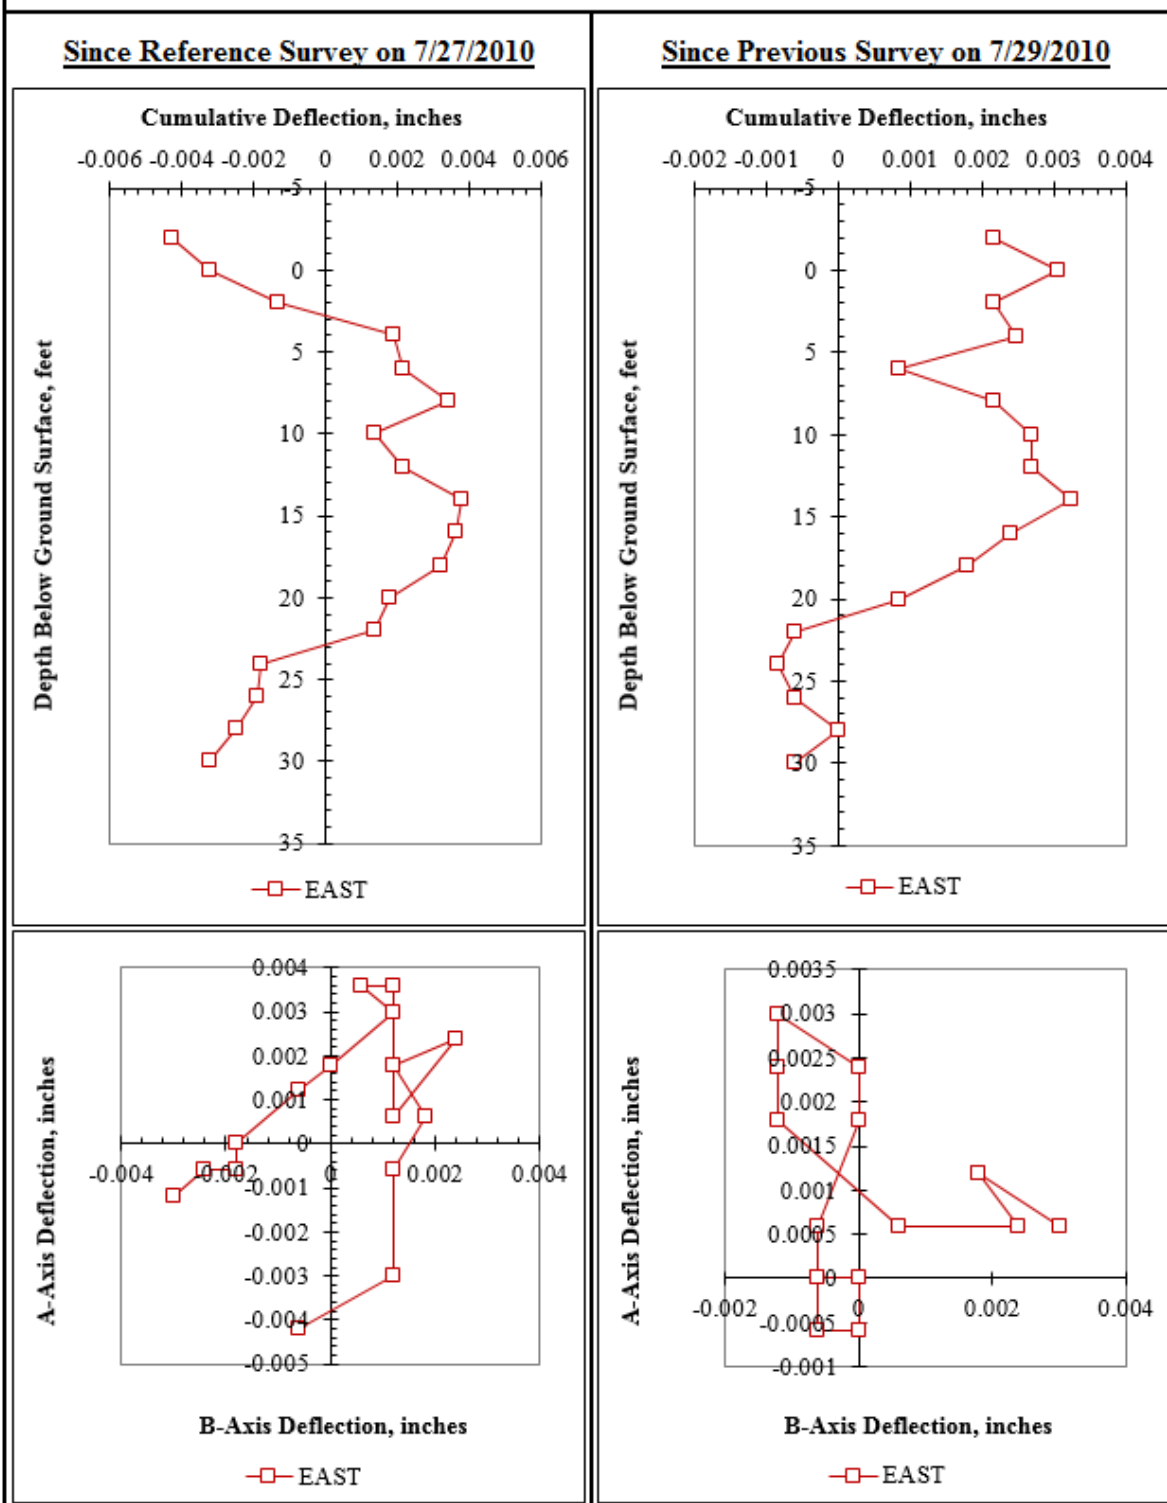 Since Reference Survey on 7/27/2010
Cumulative Deflection, inches
-0.006 -0.004 -0.002 0 0.002 0.004 0.006
-5
0
5
10
15
20
25
30
35
Depth Below Ground Surface, feet
EAST
Since Previous Survey on 7/29/2010
Cumulative Deflection, inches
-0.002 -0.001 0 0.001 0.002 0.003 0.004
-5
0
5
10
15
20
25
30
35
Depth Below Ground Surface, feet
EAST
0.004
0.003
0.002
0.001
0
-0.001
-0.002
-0.003
-0.004
-0.005
-0.004 -0.002 0 0.002 0.004
A-Axis Deflection, inches
B-Axis Deflection, inches
EAST
0.0035
0.003
0.0025
0.002
0.0015
0.001
0.0005
0
-0.0005
-0.001
-0.002 0 0.002 0.004
A-Axis Deflection, inches
B-Axis Deflection, inches
EAST